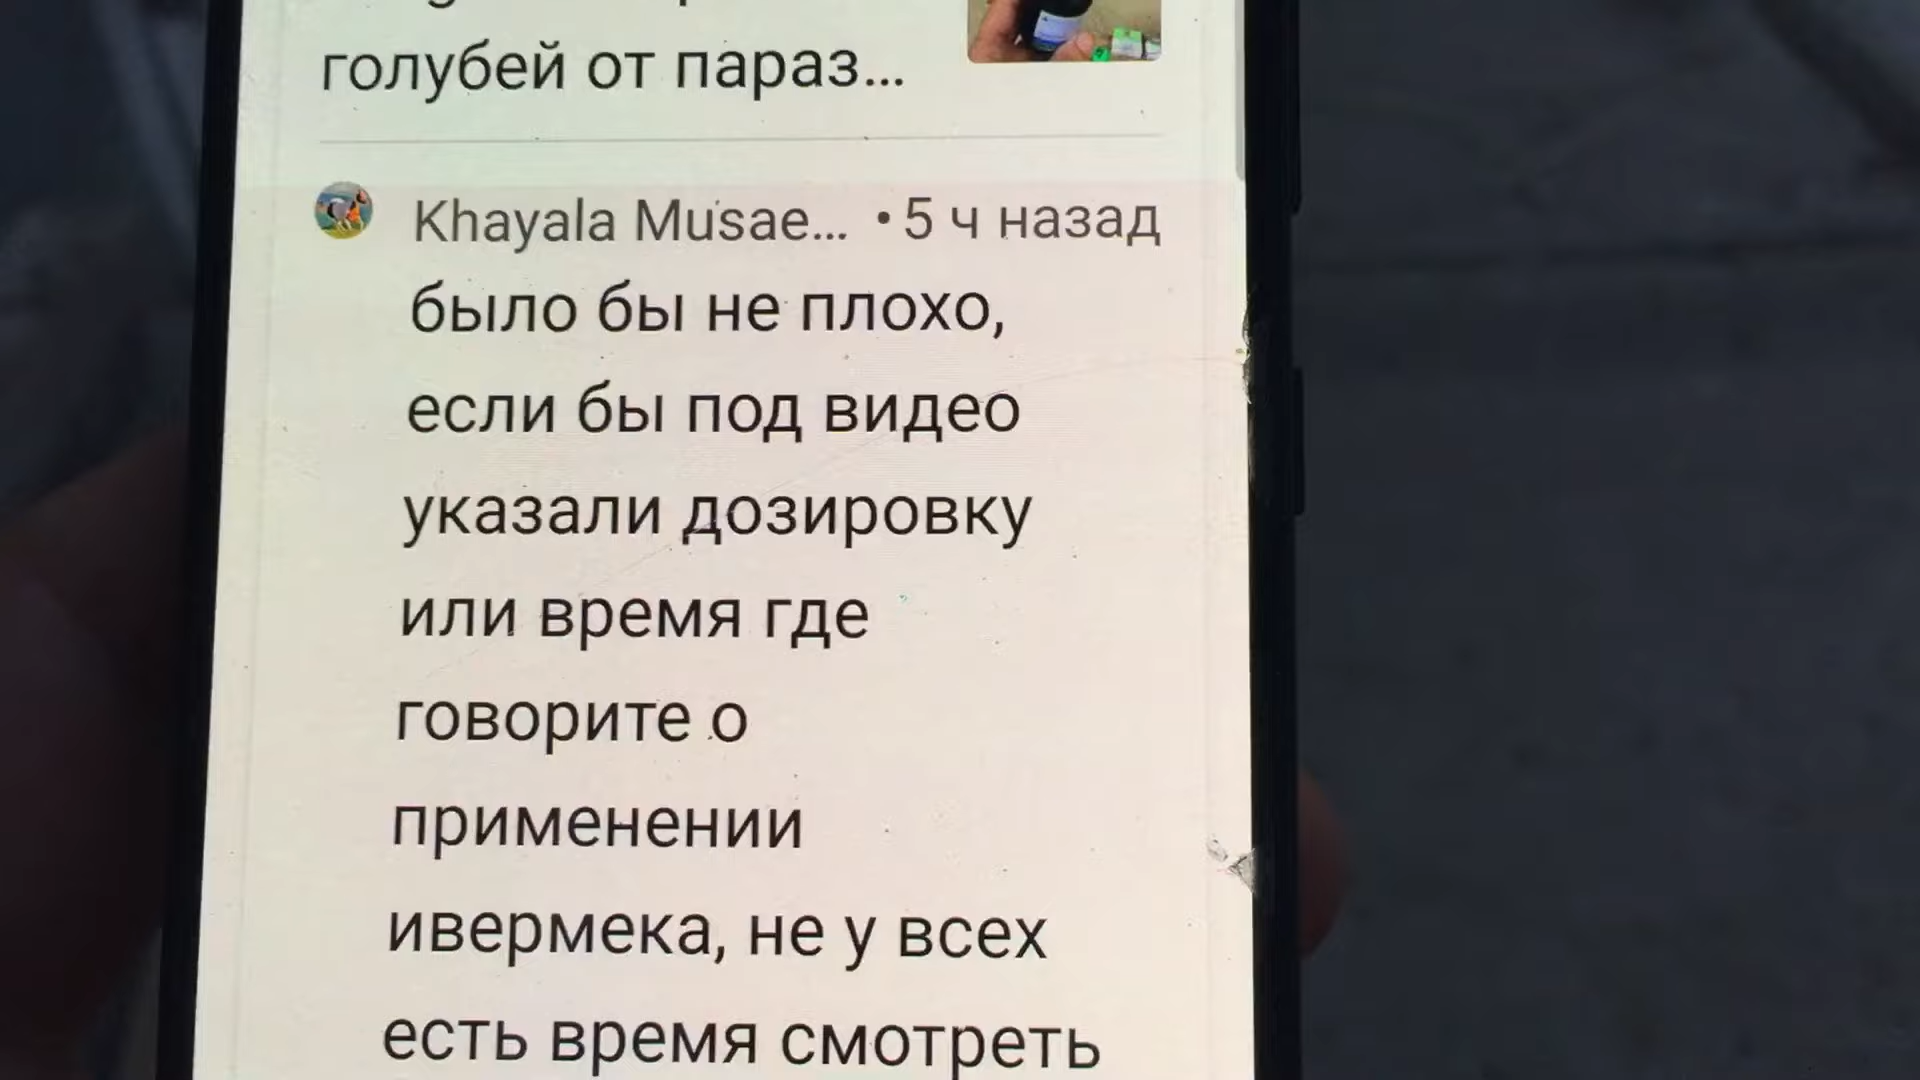 голубей от параз...
Khayala Musae... • 5 ч назад
было бы не плохо,
если бы под видео
указали дозировку
или время где
говорите о
применении
ивермека, не у всех
есть время смотреть